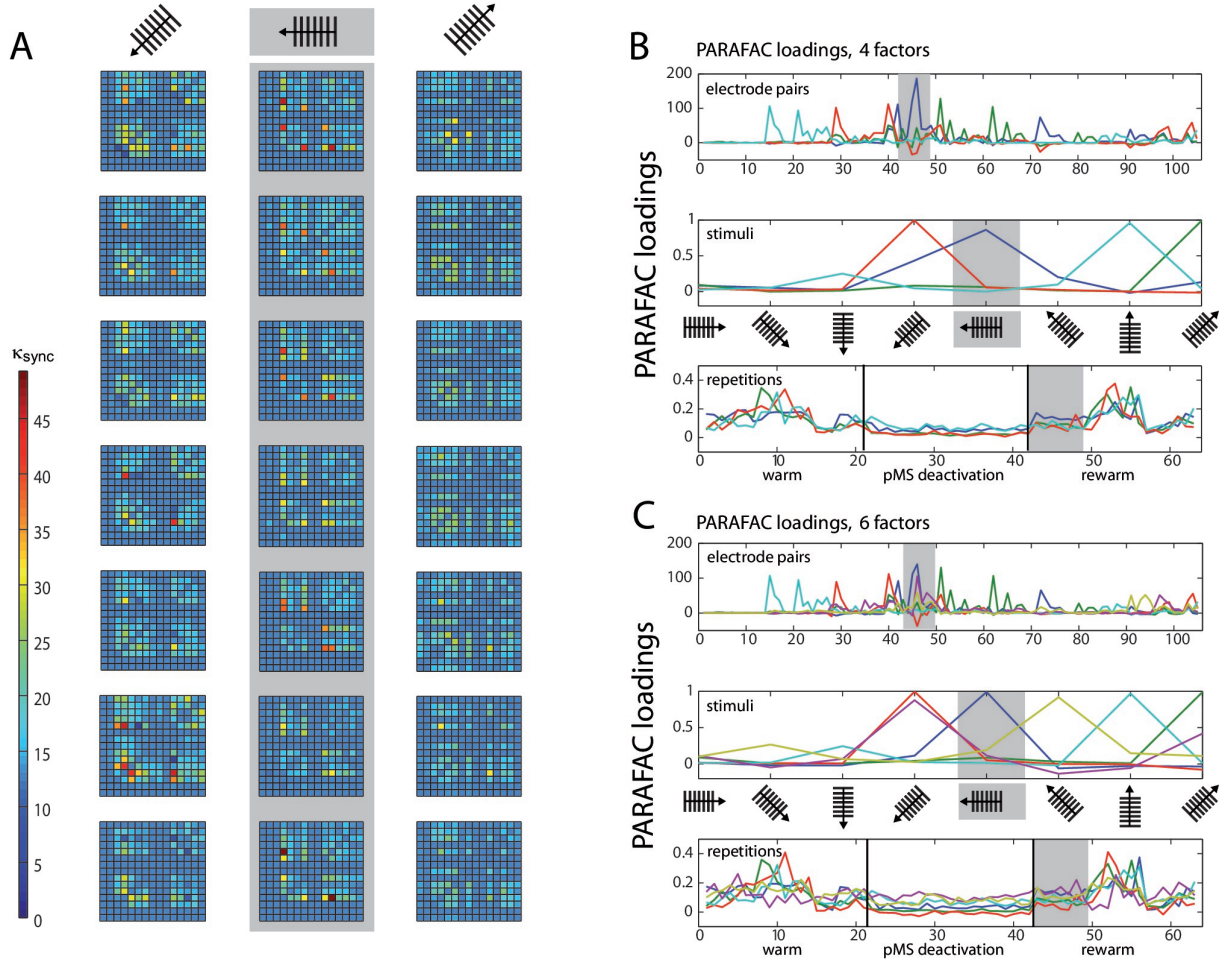 A
κsync
45
40
35
30
25
20
15
10
5
0
B
PARAFAC loadings, 4 factors
PARAFAC loadings
electrode pairs
200
100
0
0 10 20 30 40 50 60 70 80 90 100
stimuli
1
0.5
0
repetitions
0.4
0.2
0
0 10 20 30 40 50 60
warm pMS deactivation rewarm
C
PARAFAC loadings, 6 factors
PARAFAC loadings
electrode pairs
200
100
0
0 10 20 30 40 50 60 70 80 90 100
stimuli
1
0.5
0
repetitions
0.4
0.2
0
0 10 20 30 40 50 60
warm pMS deactivation rewarm